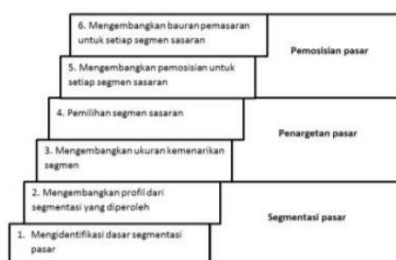 6. Mengembangkan bauran pemasaran
untuk setiap segmen sasaran
Pemosisian pasar
5. Mengembangkan pemosisian untuk
setiap segmen sasaran
4. Pemilihan segmen sasaran
Penargetan pasar
3. Mengembangkan ukuran kemenarikan
segmen
2. Mengembangkan profil dari
segmentasi yang diperoleh
Segmentasi pasar
1. Mengidentifikasi dasar segmentasi
pasar